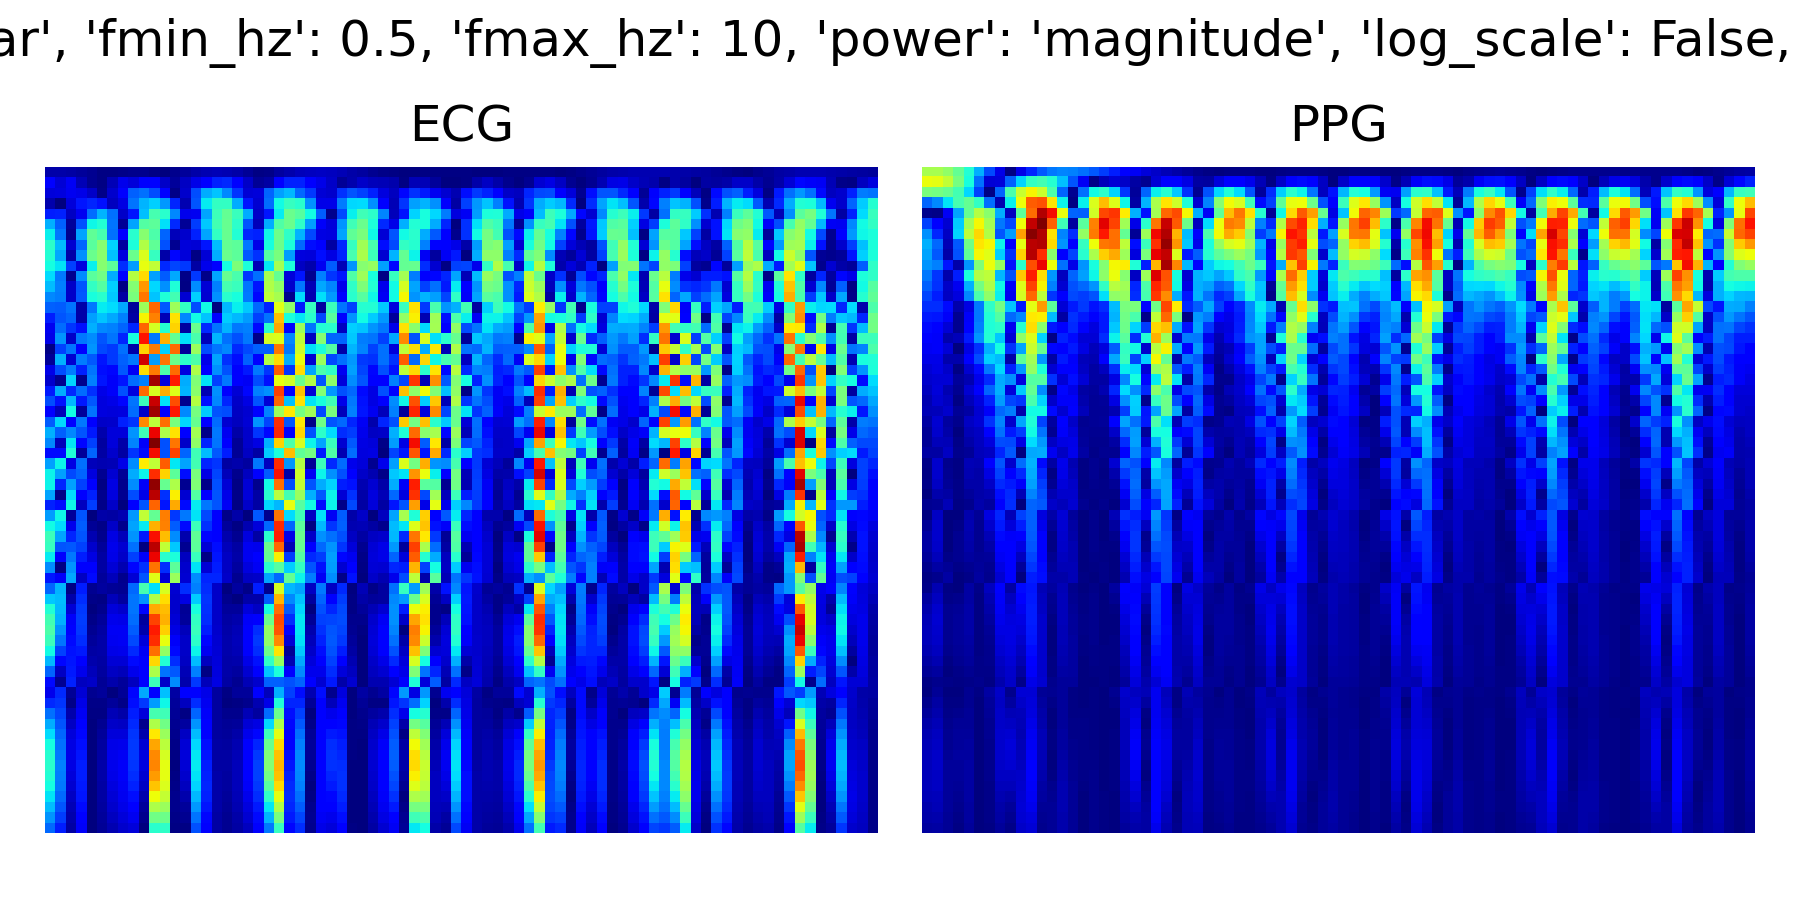 ar', 'fmin_hz': 0.5, 'fmax_hz': 10, 'power': 'magnitude', 'log_scale': False,
ECG
PPG